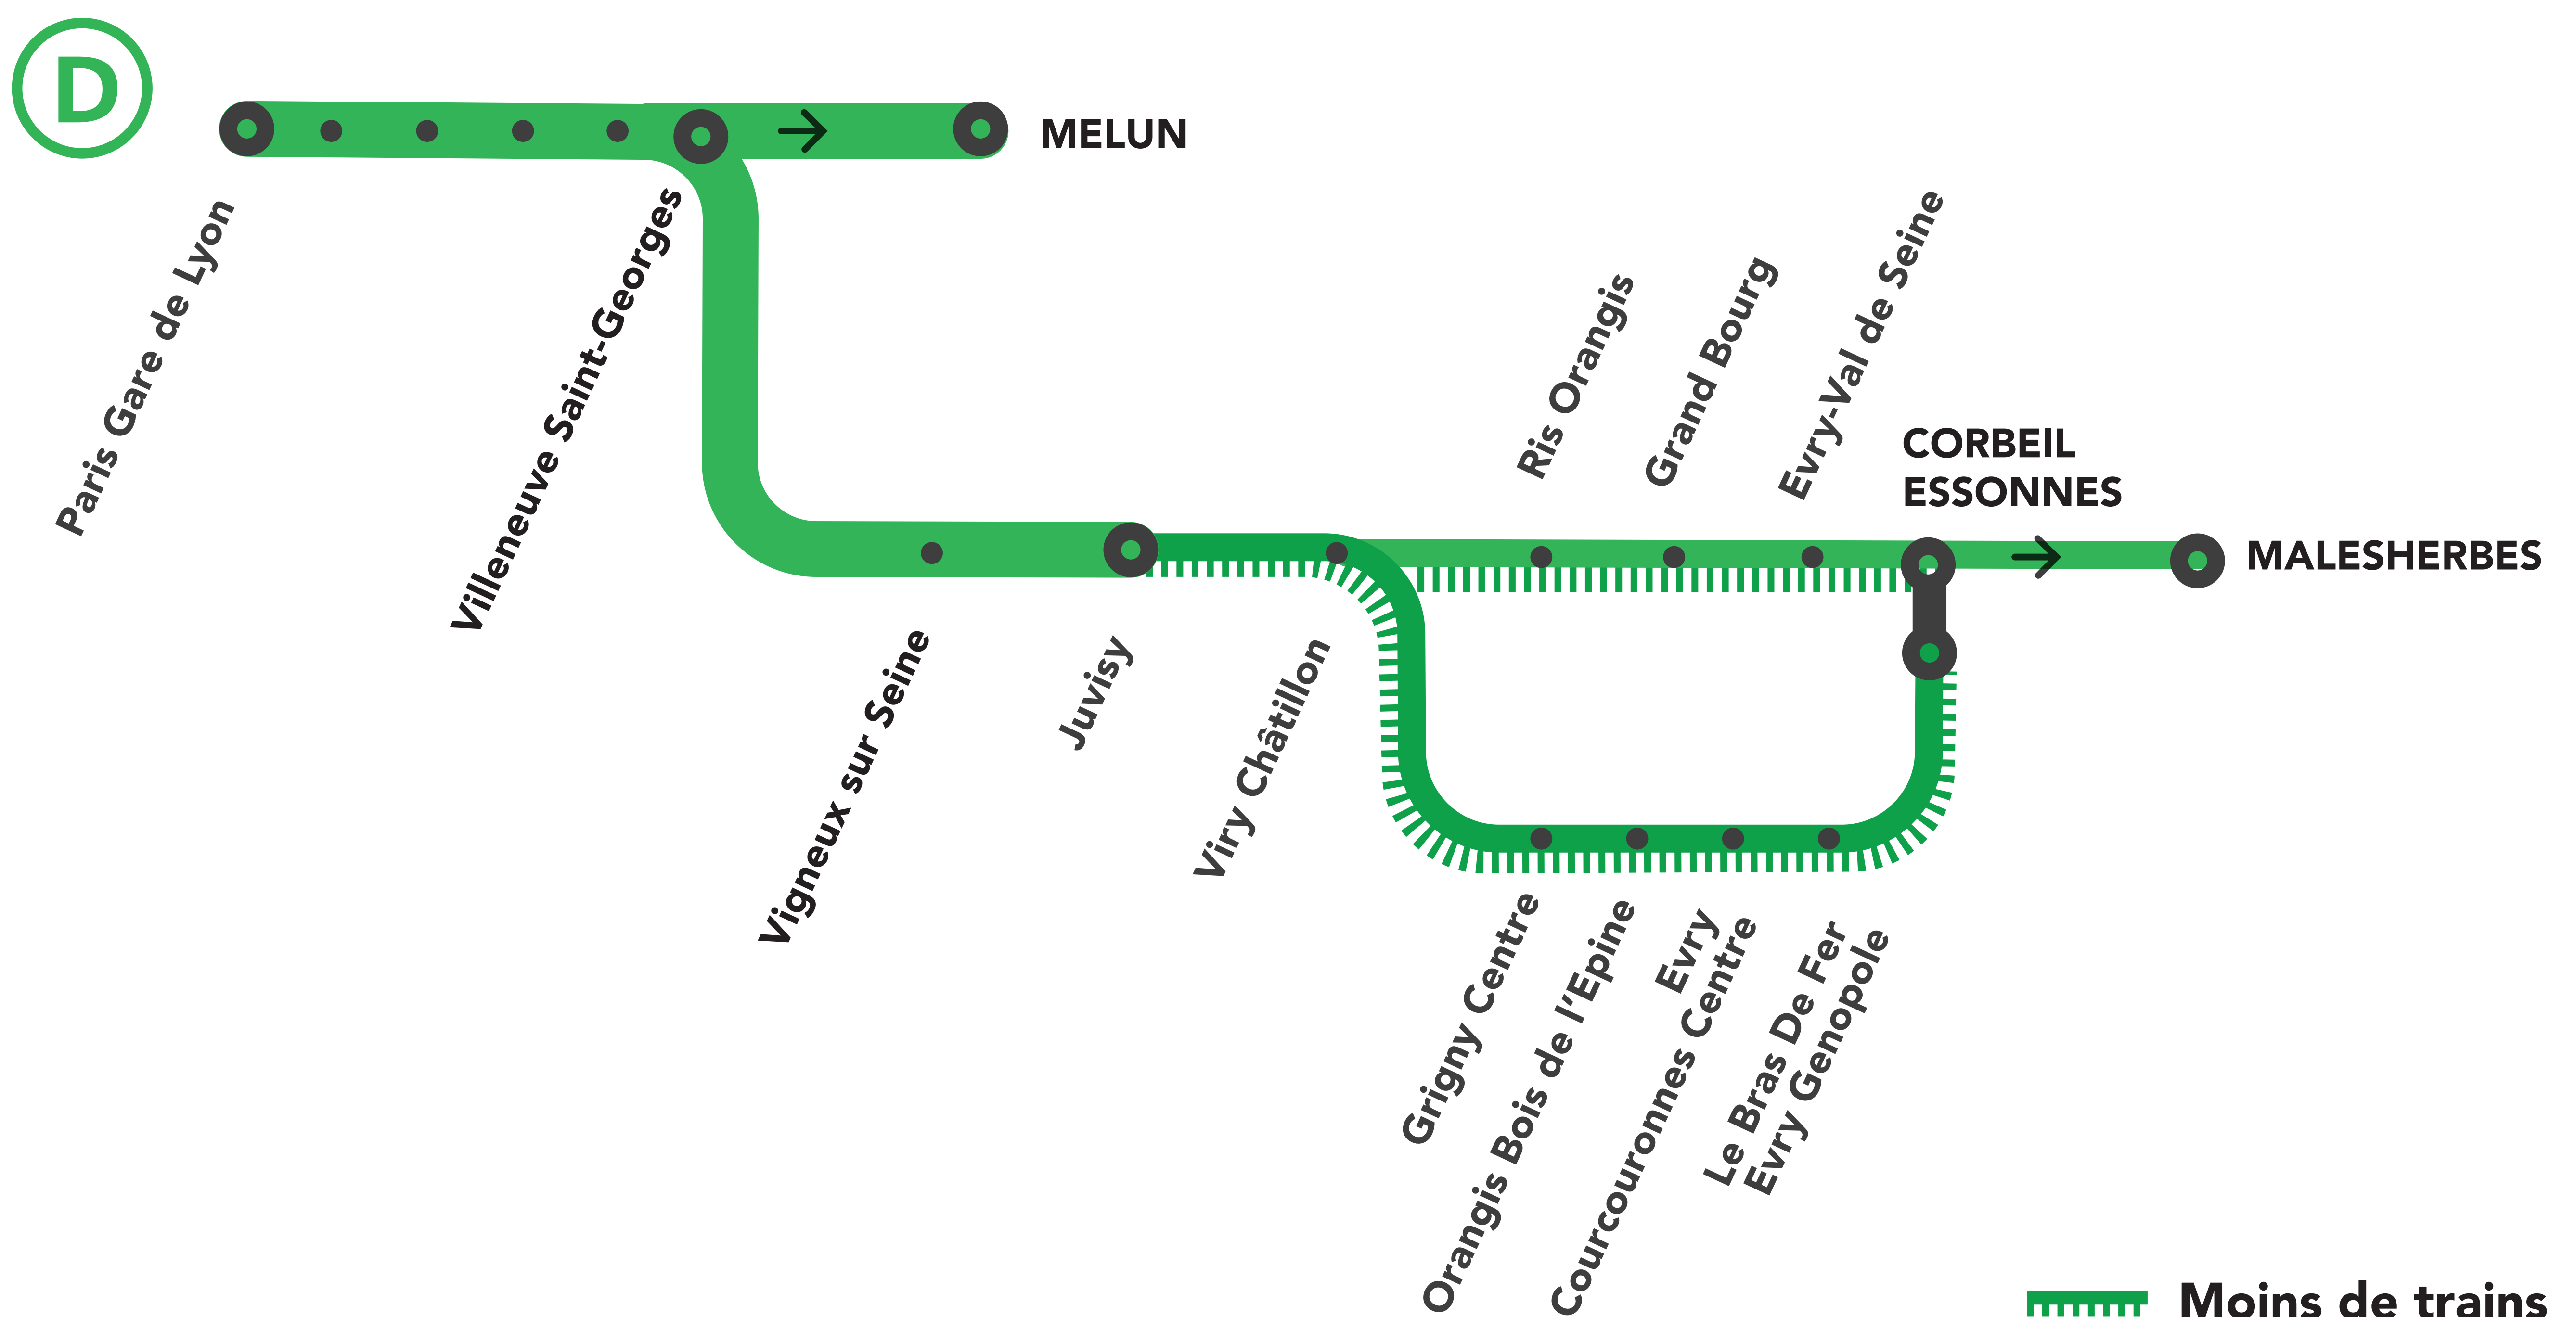 D
MELUN
Paris Gare de Lyon
Villeneuve Saint-Georges
Vigneux sur Seine
Juvisy
Viry Châtillon
Ris Orangis
Grand Bourg
Evry-Val de Seine
CORBEIL
ESSONNES
MALESHERBES
Grigny Centre
Orangis Bois de l'Epine
Evry
Courcouronnes Centre
Le Bras De Fer
Evry Genopole
Moins de trains